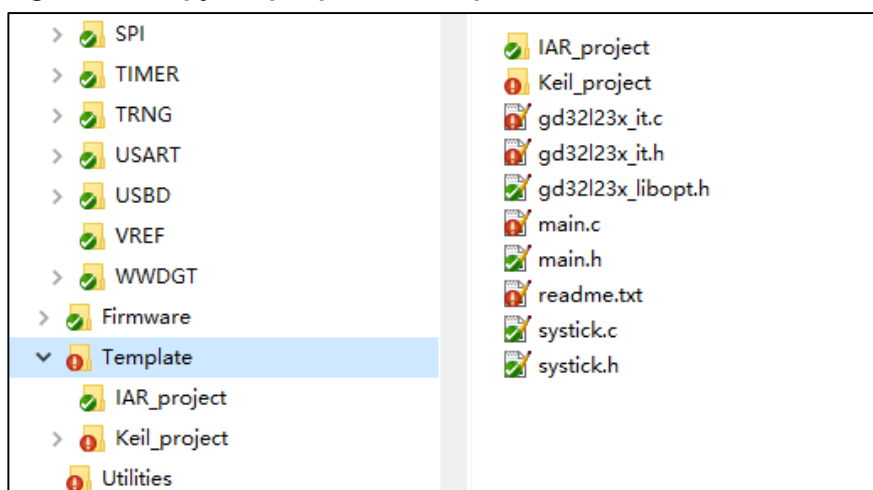 SPI
TIMER
TRNG
USART
USBD
VREF
WWDGT
Firmware
Template
IAR_project
Keil_project
Utilities
IAR_project
Keil_project
gd32l23x_it.c
gd32l23x_it.h
gd32l23x_libopt.h
main.c
main.h
readme.txt
systick.c
systick.h